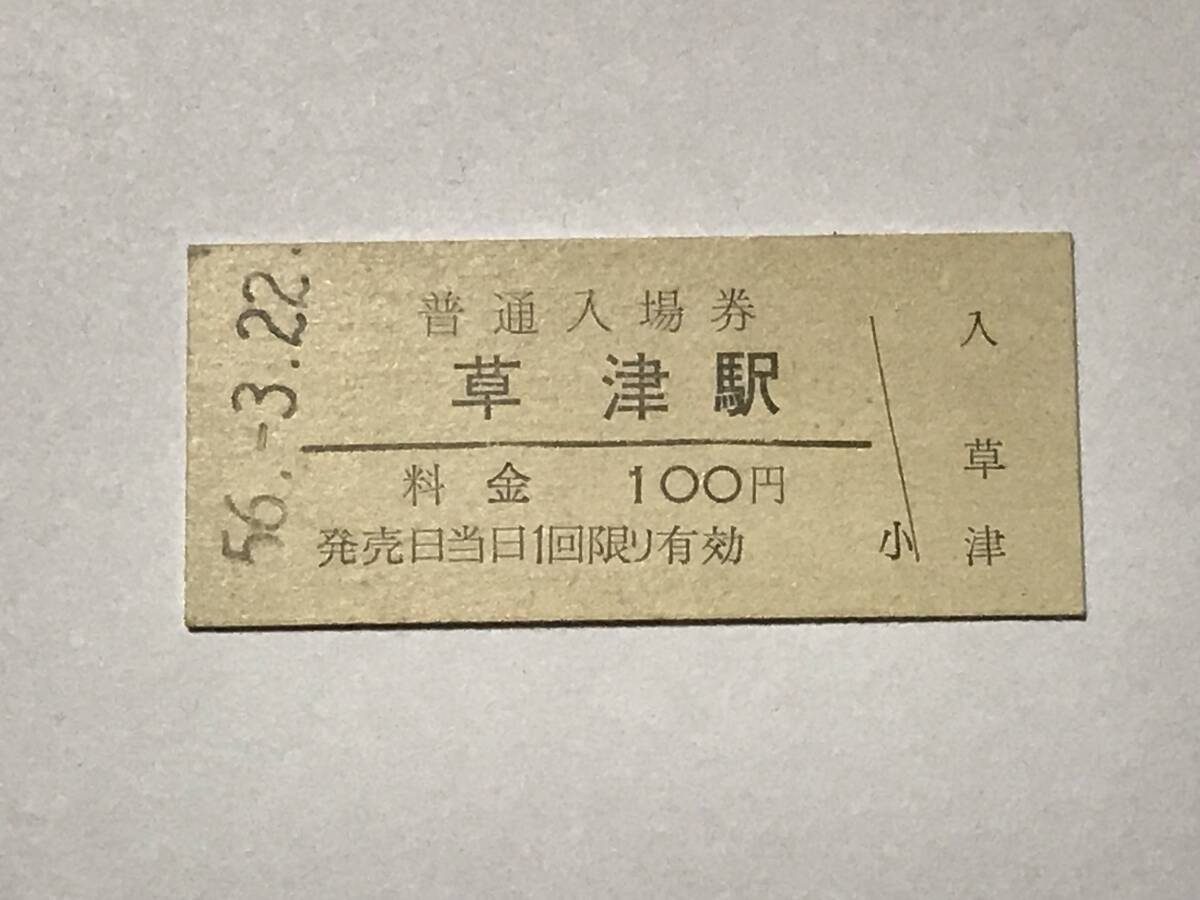 56.-3.22.
普通入場券
草津駅
料金 100円
発売日当日1回限り有効
小
入
草
津